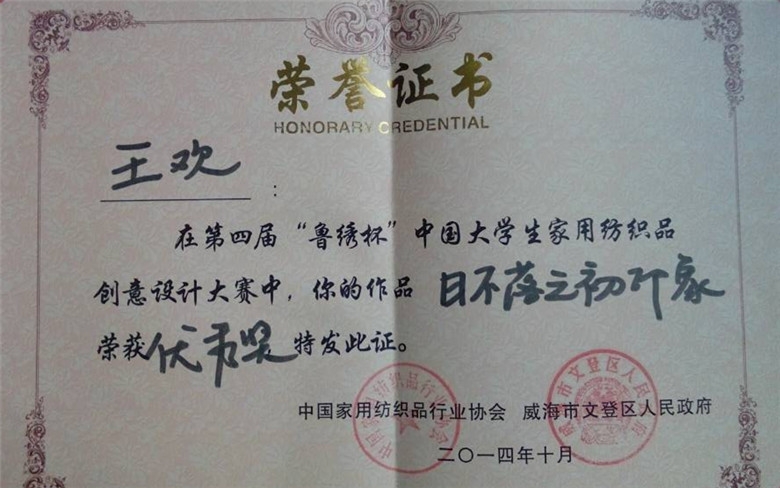 荣誉证书
HONORARY CREDENTIAL
王欢：
在第四届“鲁绣杯”中国大学生家用纺织品
创意设计大赛中，你的作品 日不落之初印象
荣获优秀奖 特发此证。
中国家用纺织品行业协会 威海市文登区人民政府
二〇一四年十月